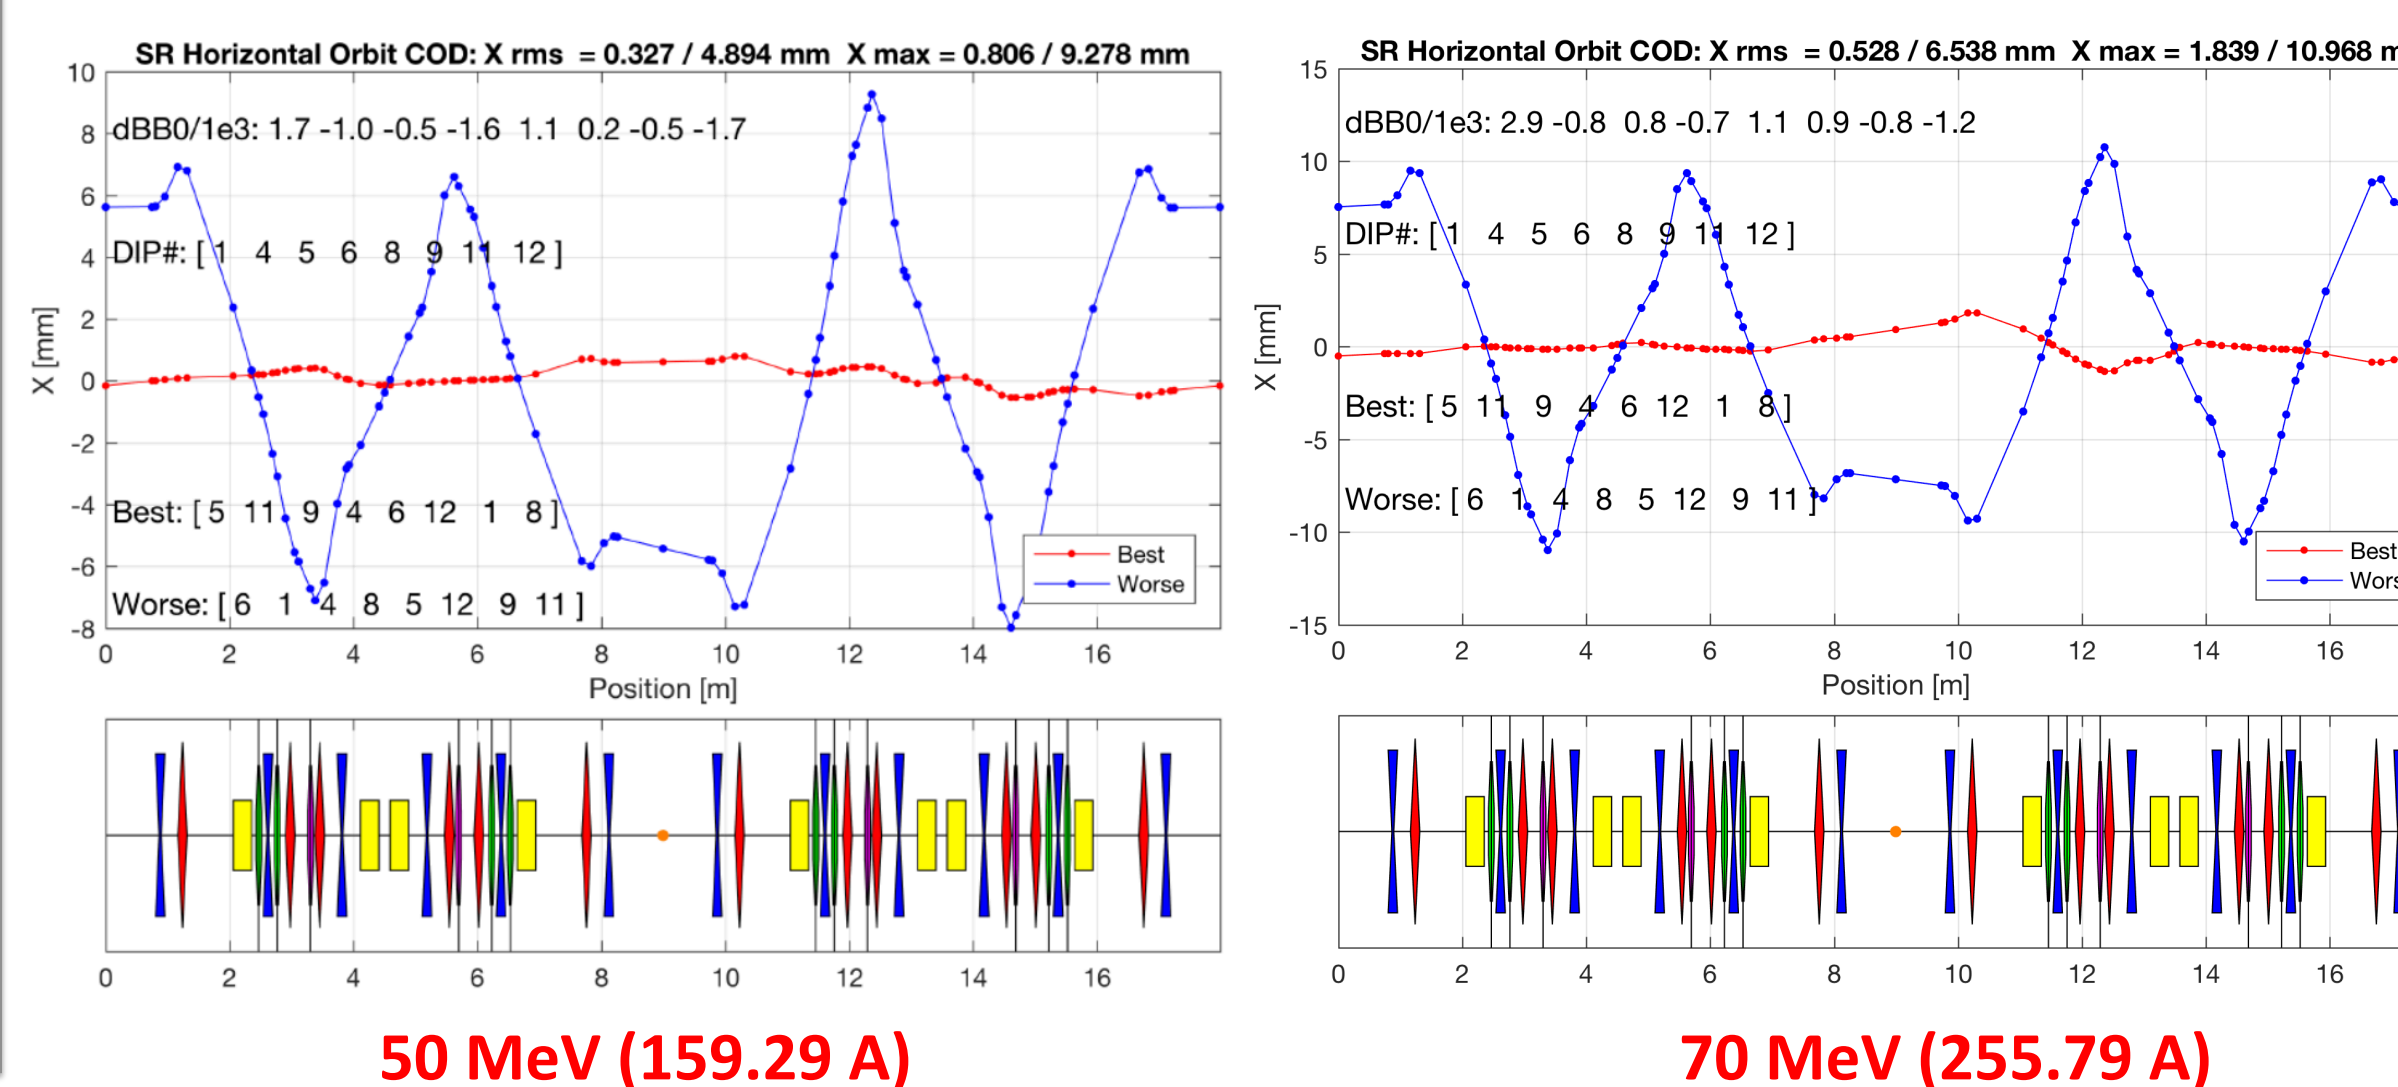 SR Horizontal Orbit COD: X rms = 0.327 / 4.894 mm X max = 0.806 / 9.278 mm
10
8
6
4
2
0
-2
-4
-6
-8
X [mm]
dBB0/1e3: 1.7 -1.0 -0.5 -1.6 1.1 0.2 -0.5 -1.7
DIP#: [ 1 4 5 6 8 9 11 12 ]
Best: [ 5 11 9 4 6 12 1 8 ]
Worse: [ 6 1 4 8 5 12 9 11 ]
Best
Worse
0 2 4 6 8 10 12 14 16
Position [m]
0 2 4 6 8 10 12 14 16
50 MeV (159.29 A)
SR Horizontal Orbit COD: X rms = 0.528 / 6.538 mm X max = 1.839 / 10.968 m
15
10
5
0
-5
-10
-15
X [mm]
dBB0/1e3: 2.9 -0.8 0.8 -0.7 1.1 0.9 -0.8 -1.2
DIP#: [ 1 4 5 6 8 9 11 12 ]
Best: [ 5 11 9 4 6 12 1 8 ]
Worse: [ 6 1 4 8 5 12 9 11 ]
Best
Wors
0 2 4 6 8 10 12 14 16
Position [m]
0 2 4 6 8 10 12 14 16
70 MeV (255.79 A)